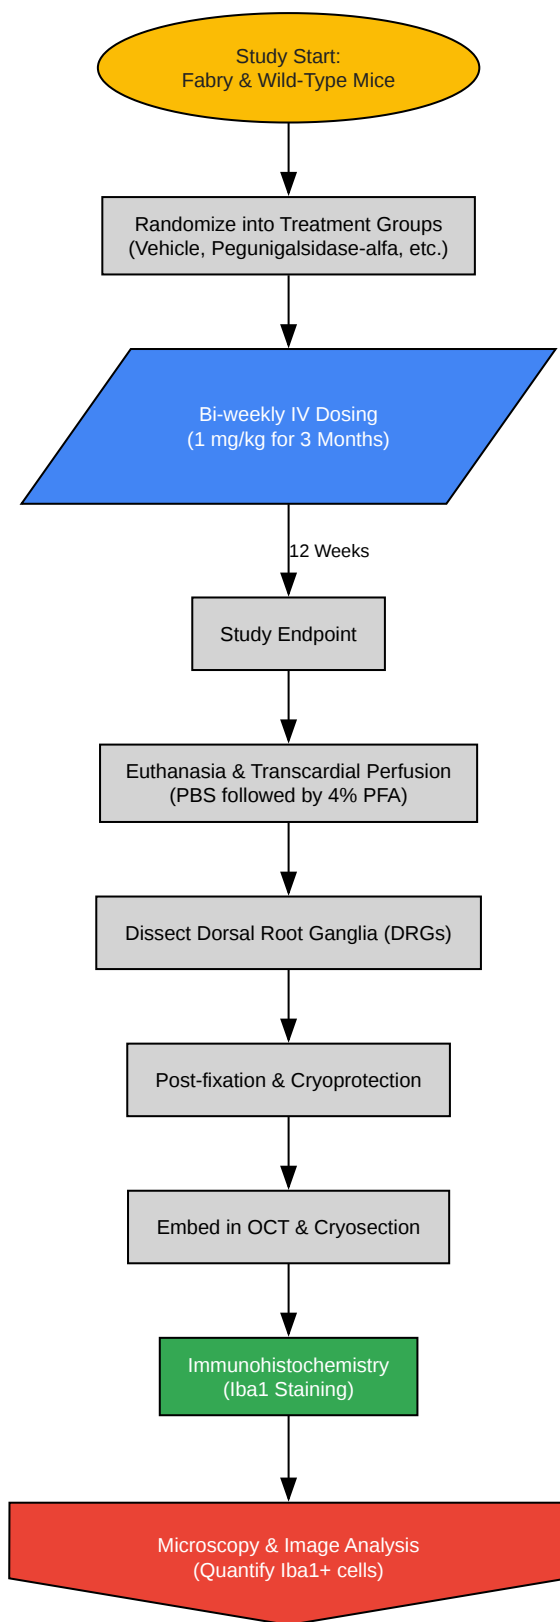 Study Start:
Fabry & Wild-Type Mice
Randomize into Treatment Groups
(Vehicle, Pegunigalsidase-alfa, etc.)
Bi-weekly IV Dosing
(1 mg/kg for 3 Months)
12 Weeks
Study Endpoint
Euthanasia & Transcardial Perfusion
(PBS followed by 4% PFA)
Dissect Dorsal Root Ganglia (DRGs)
Post-fixation & Cryoprotection
Embed in OCT & Cryosection
Immunohistochemistry
(Iba1 Staining)
Microscopy & Image Analysis
(Quantify Iba1+ cells)